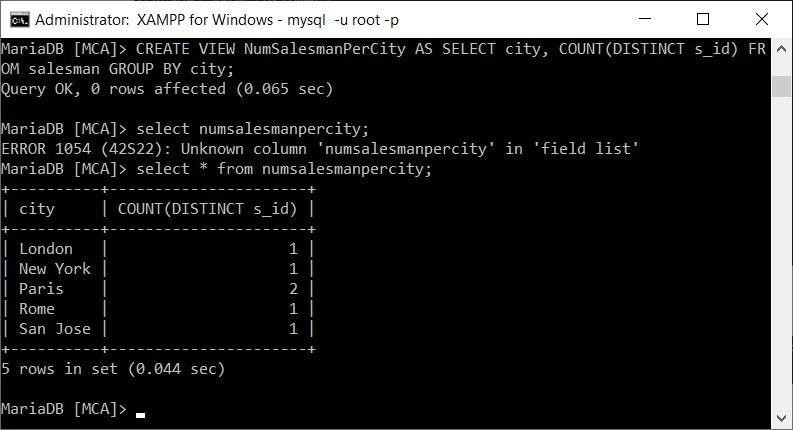 Administrator: XAMPP for Windows - mysql -u root -p
MariaDB [MCA]> CREATE VIEW NumSalesmanPerCity AS SELECT city, COUNT(DISTINCT s_id) FR
OM salesman GROUP BY city;
Query OK, 0 rows affected (0.065 sec)

MariaDB [MCA]> select numsalesmanpercity;
ERROR 1054 (42S22): Unknown column 'numsalesmanpercity' in 'field list'
MariaDB [MCA]> select * from numsalesmanpercity;
+----------+----------------------+
| city     | COUNT(DISTINCT s_id) |
+----------+----------------------+
| London   |                    1 |
| New York |                    1 |
| Paris    |                    2 |
| Rome     |                    1 |
| San Jose |                    1 |
+----------+----------------------+
5 rows in set (0.044 sec)

MariaDB [MCA]>